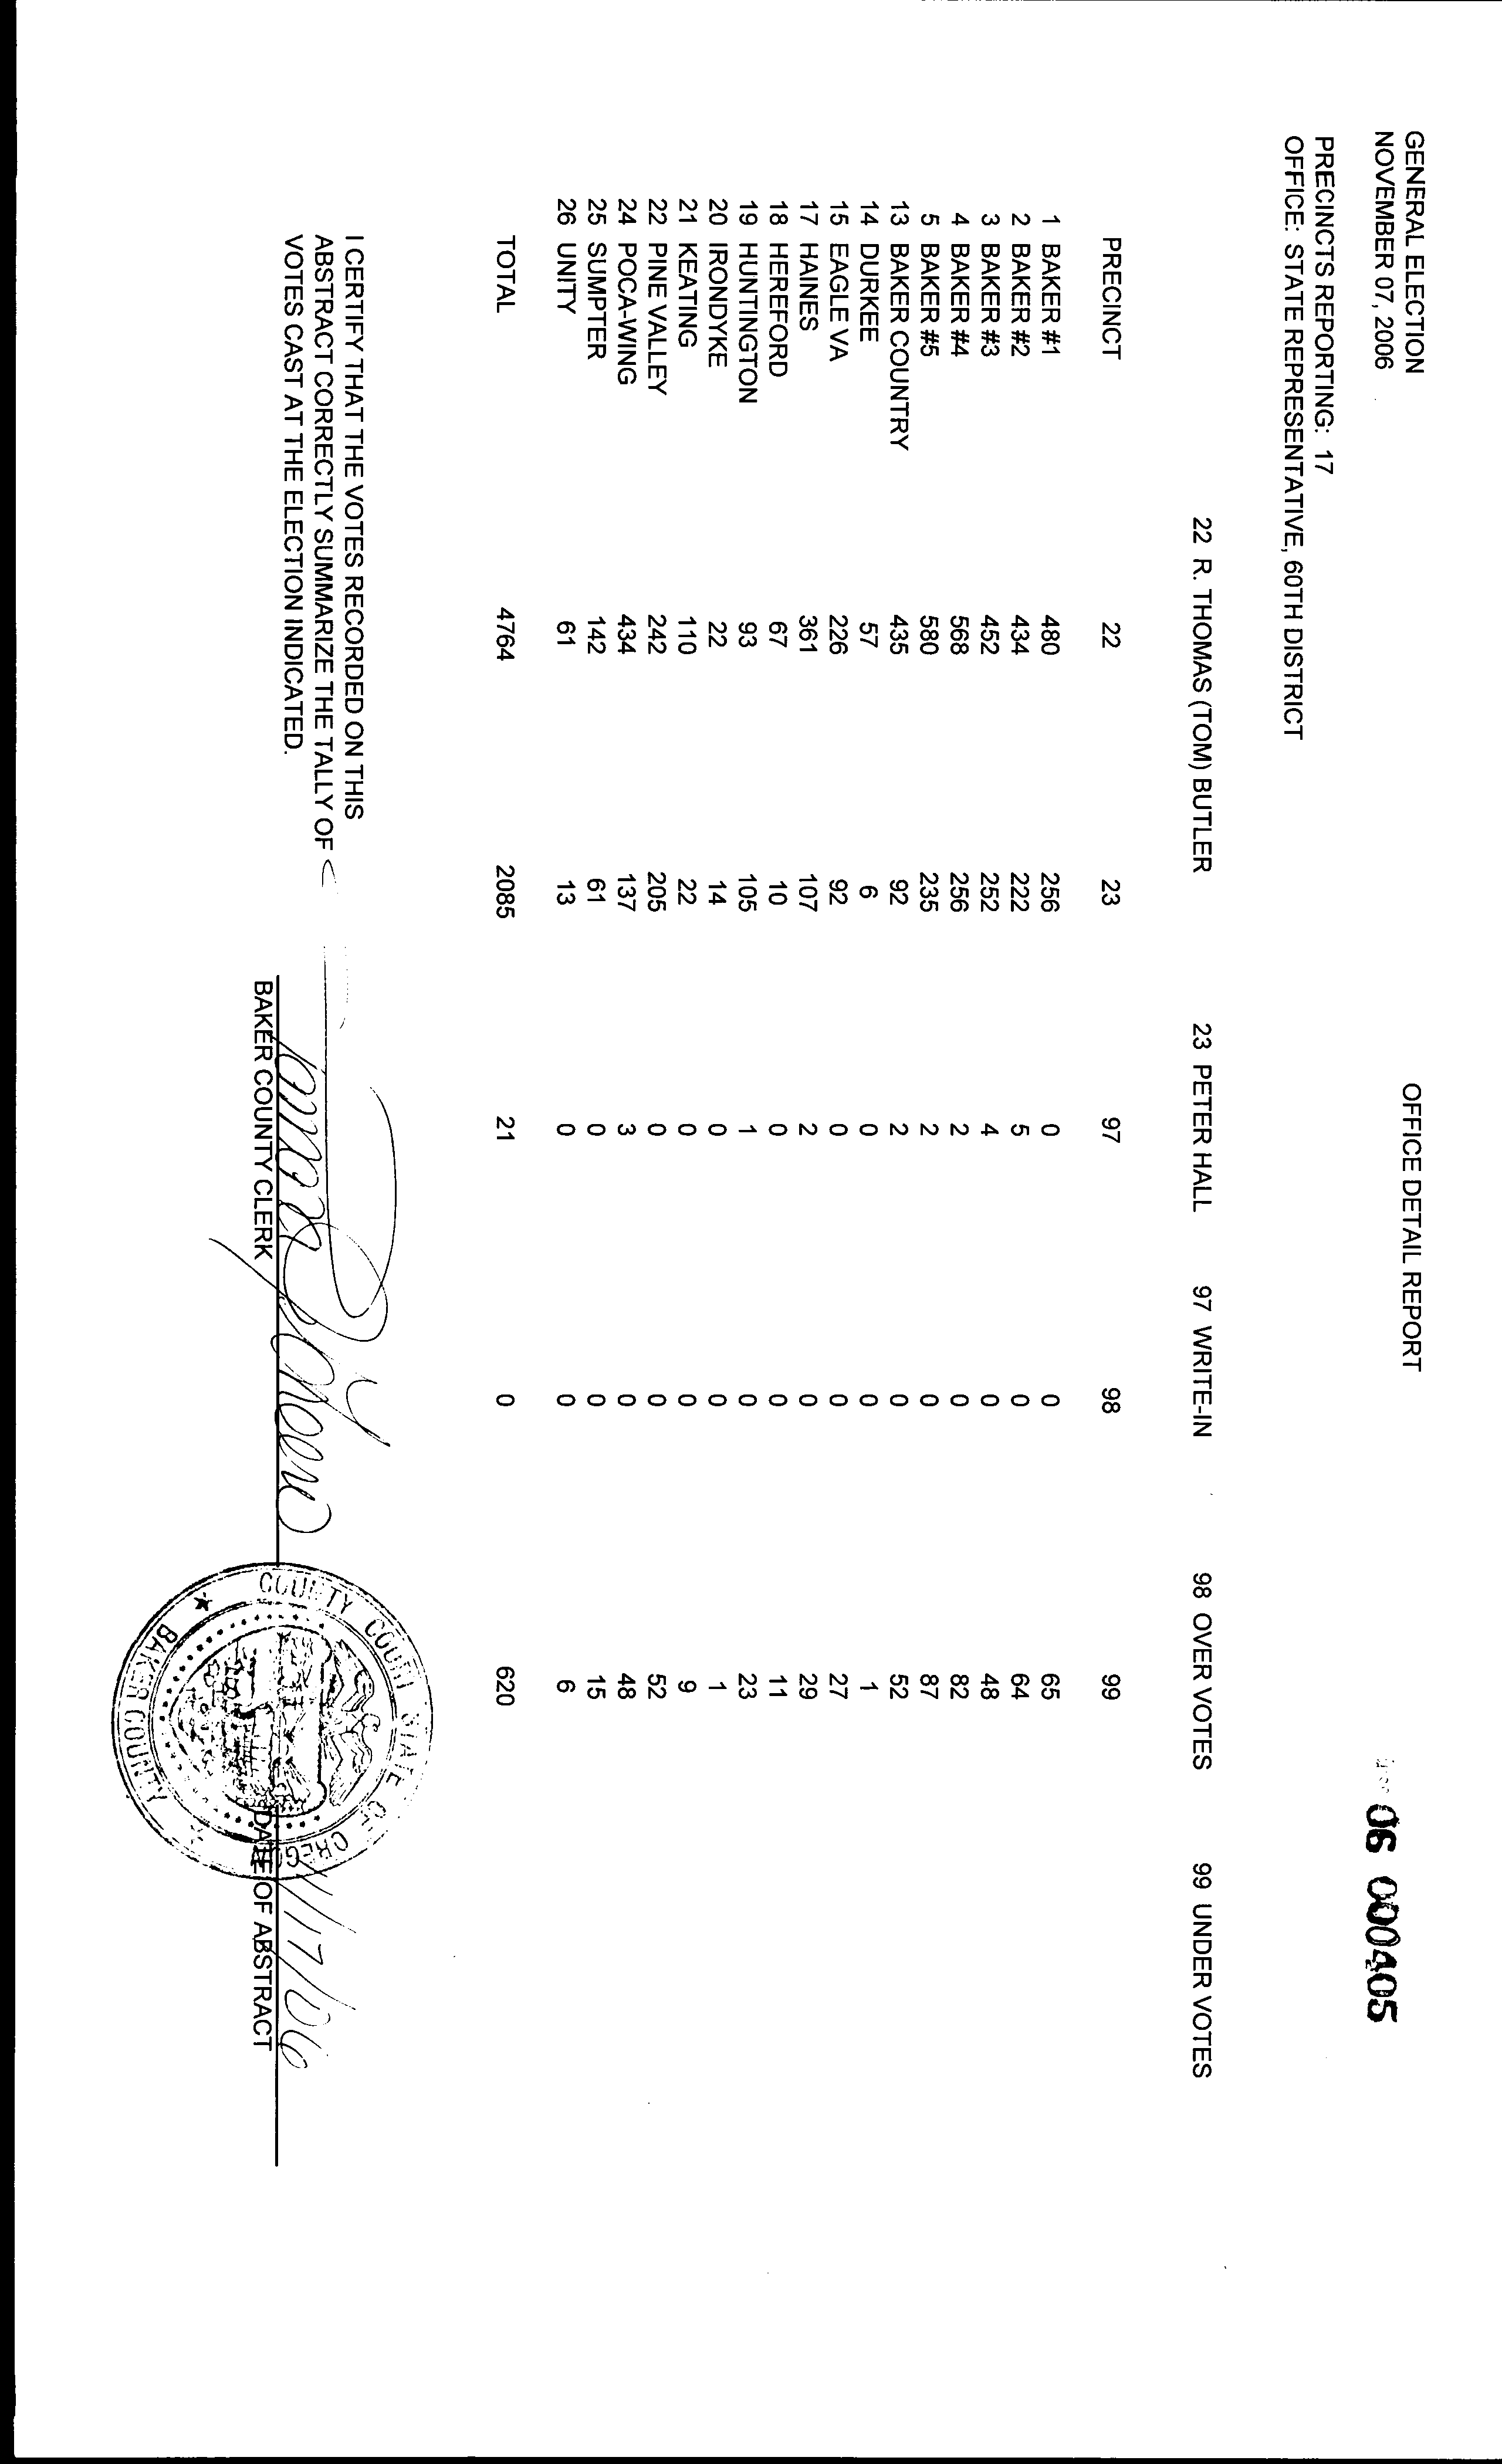 GENERAL ELECTION
NOVEMBER 07, 2006
OFFICE DETAIL REPORT
06 000405
PRECINCTS REPORTING: 17
OFFICE: STATE REPRESENTATIVE, 60TH DISTRICT
22 R. THOMAS (TOM) BUTLER 23 PETER HALL 97 WRITE-IN 98 OVER VOTES 99 UNDER VOTES
PRECINCT 22 23 97 98 99
1 BAKER #1 480 256 0 0 65
2 BAKER #2 434 222 5 0 64
3 BAKER #3 452 252 4 0 48
4 BAKER #4 568 256 2 0 82
5 BAKER #5 580 235 2 0 87
13 BAKER COUNTRY 435 92 2 0 52
14 DURKEE 57 6 0 0 1
15 EAGLE VA 226 92 0 0 27
17 HAINES 361 107 2 0 29
18 HEREFORD 67 10 0 0 11
19 HUNTINGTON 93 105 1 0 23
20 IRONDYKE 22 14 0 0 1
21 KEATING 110 22 0 0 9
22 PINE VALLEY 242 205 0 0 52
24 POCA-WING 434 137 3 0 48
25 SUMPTER 142 61 0 0 15
26 UNITY 61 13 0 0 6
TOTAL 4764 2085 21 0 620
I CERTIFY THAT THE VOTES RECORDED ON THIS
ABSTRACT CORRECTLY SUMMARIZE THE TALLY OF
VOTES CAST AT THE ELECTION INDICATED.
BAKER COUNTY CLERK
COUNTY COURT STATE OF OREGON
BAKER COUNTY
DATE OF ABSTRACT